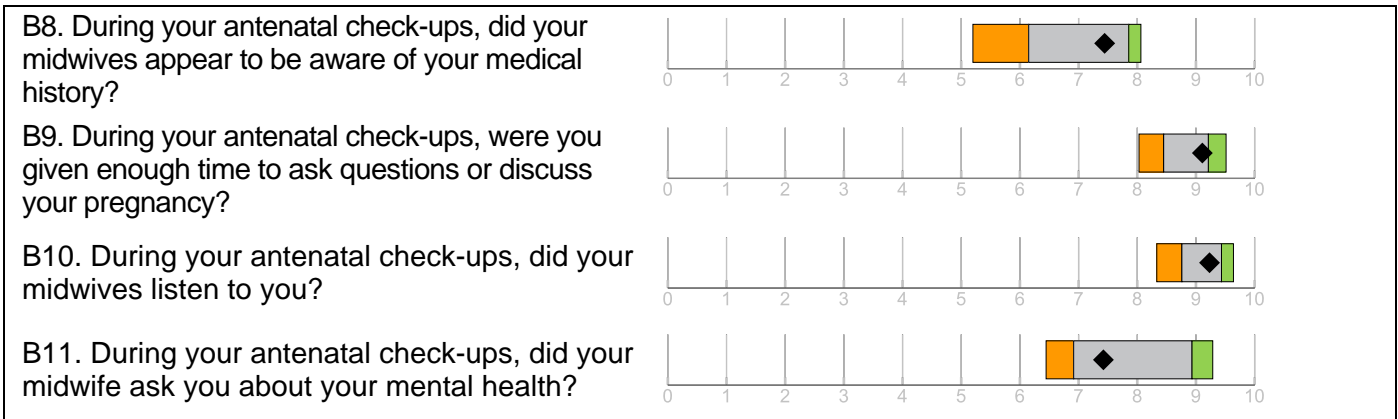 B8. During your antenatal check-ups, did your
midwives appear to be aware of your medical
history?
0 1 2 3 4 5 6 7 8 9 10
B9. During your antenatal check-ups, were you
given enough time to ask questions or discuss
your pregnancy?
0 1 2 3 4 5 6 7 8 9 10
B10. During your antenatal check-ups, did your
midwives listen to you?
0 1 2 3 4 5 6 7 8 9 10
B11. During your antenatal check-ups, did your
midwife ask you about your mental health?
0 1 2 3 4 5 6 7 8 9 10